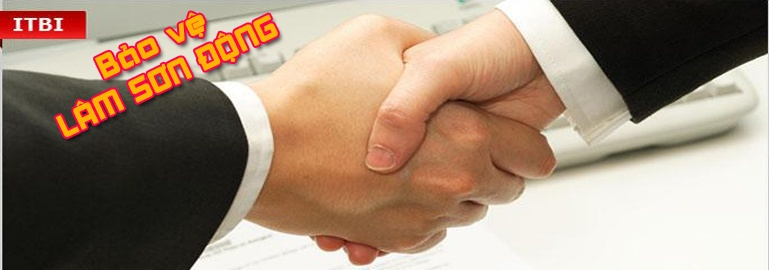 ITBI
Bảo vệ
LÂM SƠN ĐỘNG